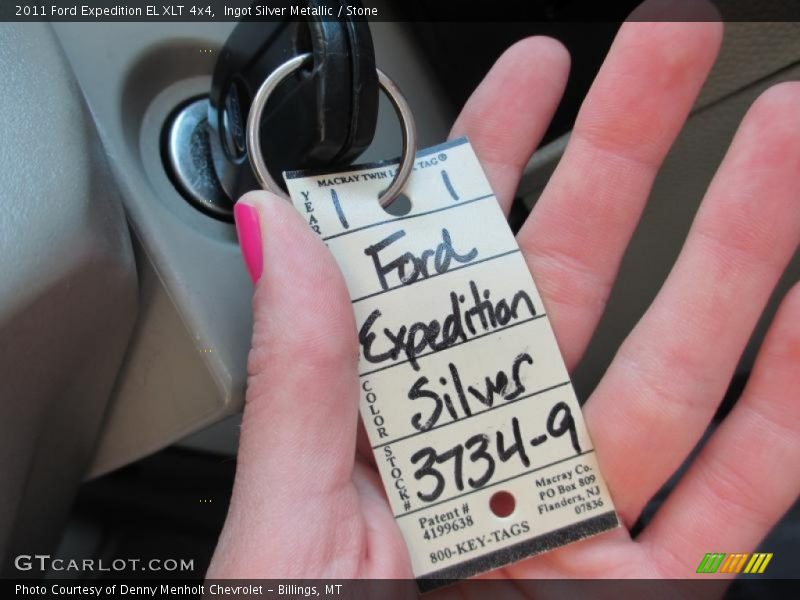 2011 Ford Expedition EL XLT 4x4, Ingot Silver Metallic / Stone
MACRAY TWIN TAG®
YEAR 1 1
Ford
Expedition
COLOR Silver
STOCK# 3734-9
Patent #
4199638
800-KEY-TAGS
Macray Co.
PO Box 809
Flanders, NJ
07836
GTCARLOT.COM
Photo Courtesy of Denny Menholt Chevrolet – Billings, MT